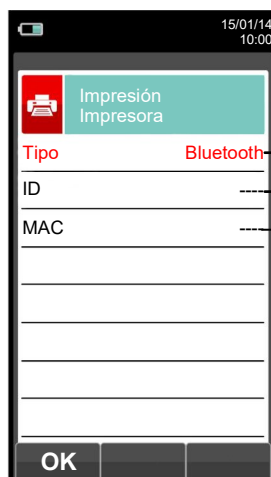 15/01/14
10:00
Impresión
Impresora
Tipo Bluetooth
ID ----
MAC ----
OK